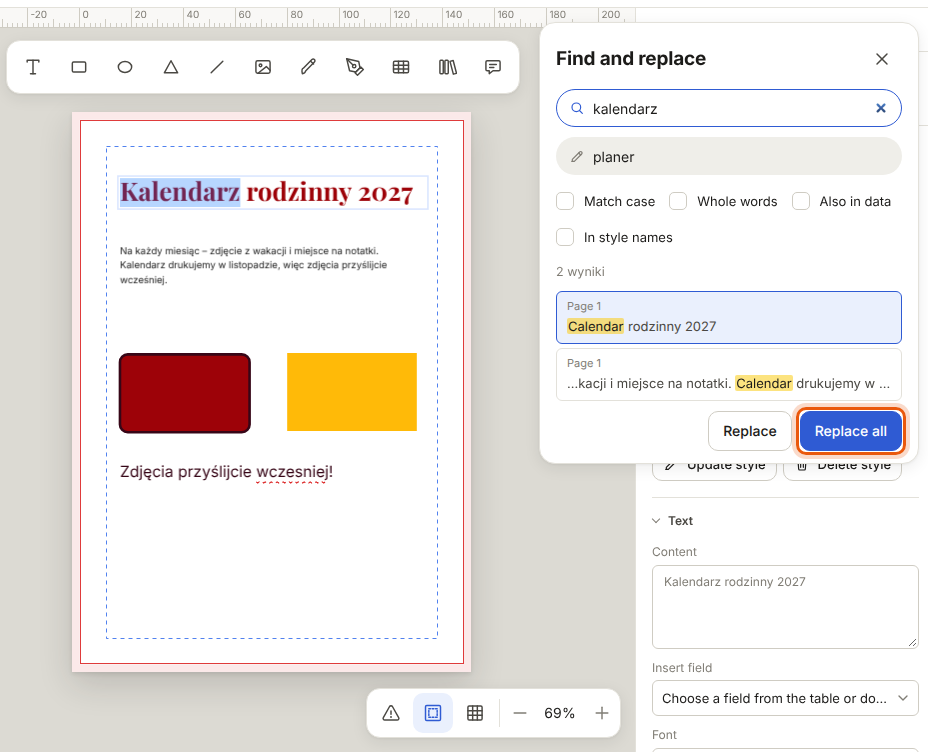 -20 0 20 40 60 80 100 120 140 160 180 200
Find and replace
kalendarz
planer
Match case Whole words Also in data
In style names
2 wyniki
Page 1
Calendar rodzinny 2027
Page 1
...kacji i miejsce na notatki. Calendar drukujemy w ...
Replace Replace all
Kalendarz rodzinny 2027
Na każdy miesiąc – zdjęcie z wakacji i miejsce na notatki.
Kalendarz drukujemy w listopadzie, więc zdjęcia przyślijcie
wcześniej.
Zdjęcia przyślijcie wczesniej!
Update style Delete style
Text
Content
Kalendarz rodzinny 2027
Insert field
Choose a field from the table or do...
Font
69%